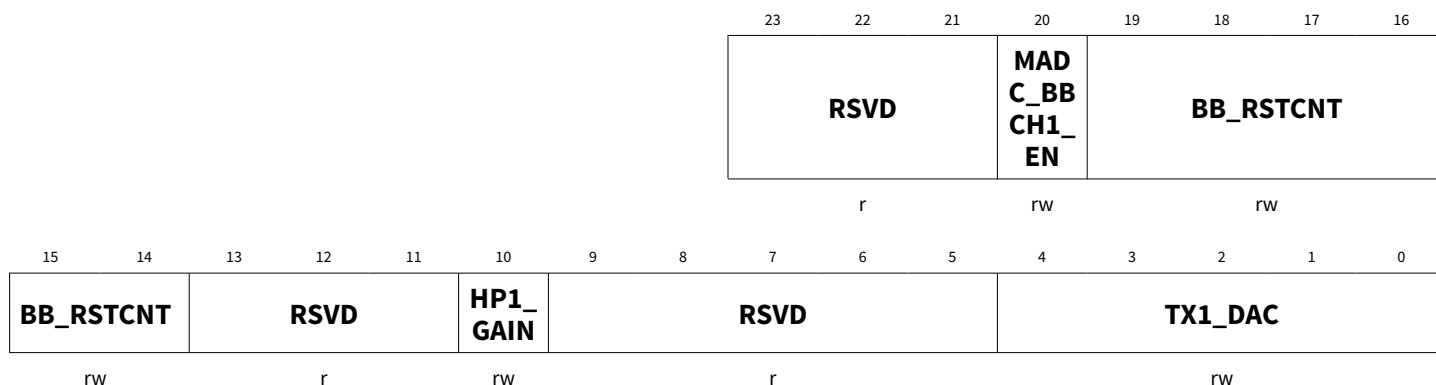 23 22 21 20 19 18 17 16
RSVD MAD BB_RSTCNT
C_BB
CH1_
EN
r rw rw
15 14 13 12 11 10 9 8 7 6 5 4 3 2 1 0
BB_RSTCNT RSVD HP1_ RSVD TX1_DAC
GAIN
rw r rw r rw